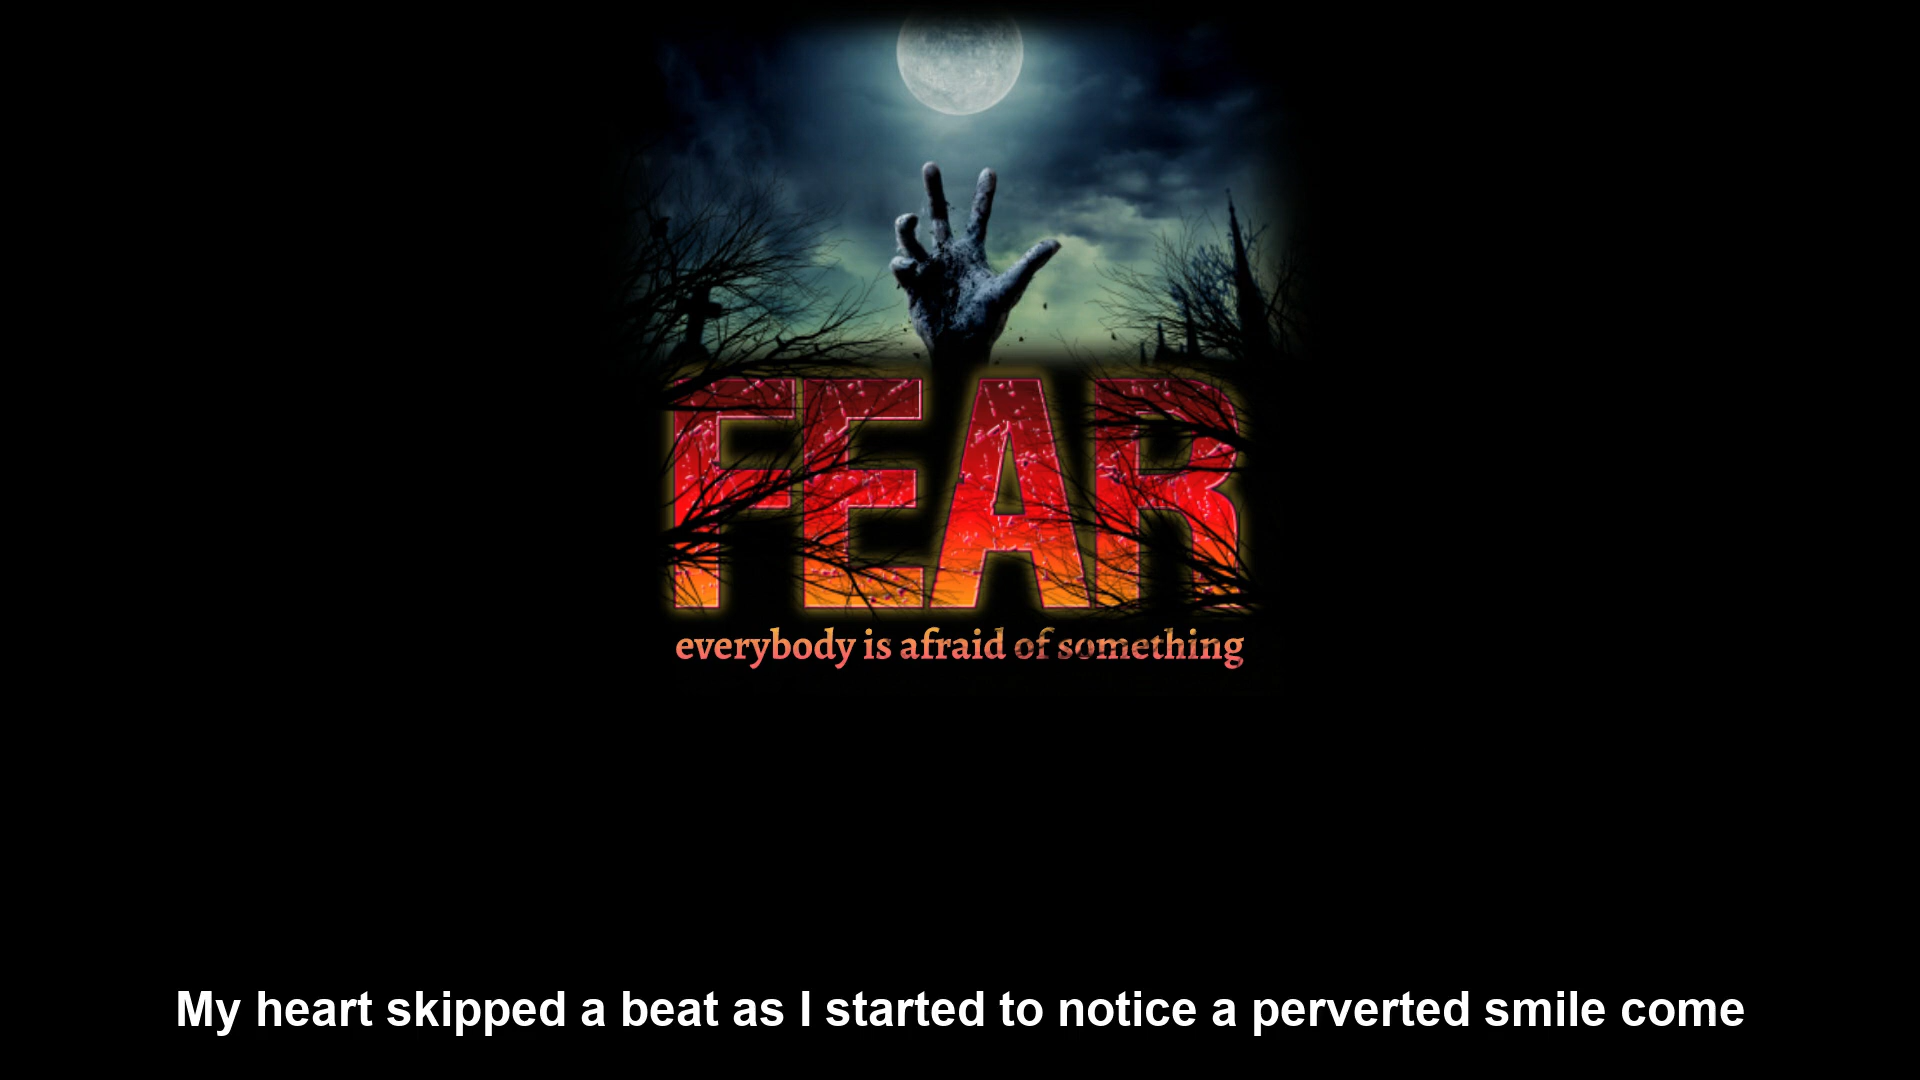 FEAR
everybody is afraid of something
My heart skipped a beat as I started to notice a perverted smile come